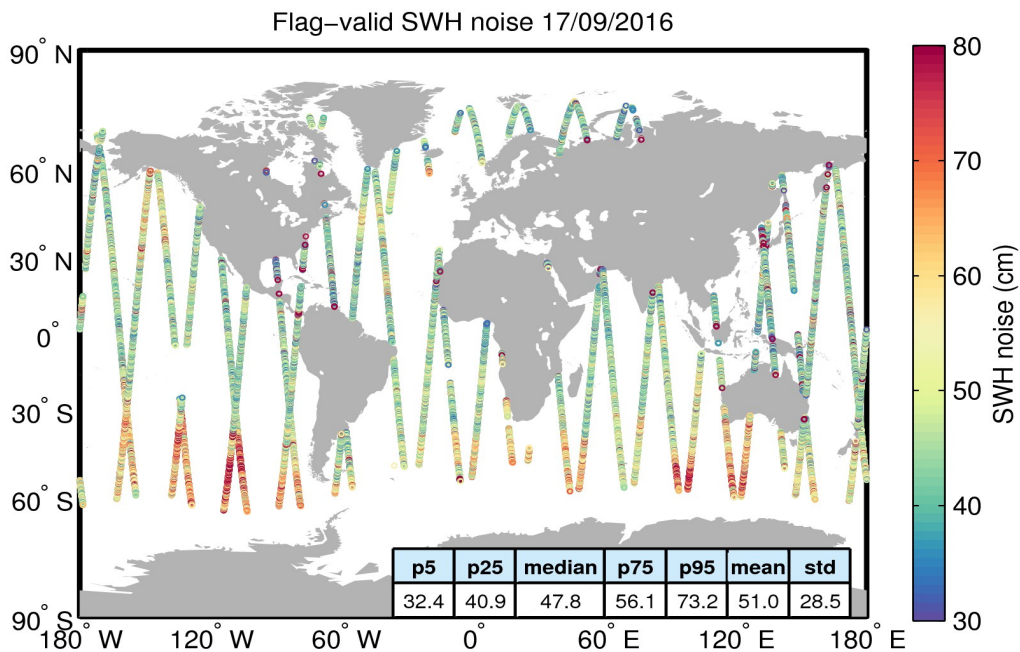 Flag−valid SWH noise 17/09/2016
90° N
60° N
30° N
0°
30° S
60° S
90° S
180° W
120° W
60° W
0°
60° E
120° E
180° E
p5 p25 median p75 p95 mean std
32.4 40.9 47.8 56.1 73.2 51.0 28.5
80
70
60
50
40
30
SWH noise (cm)